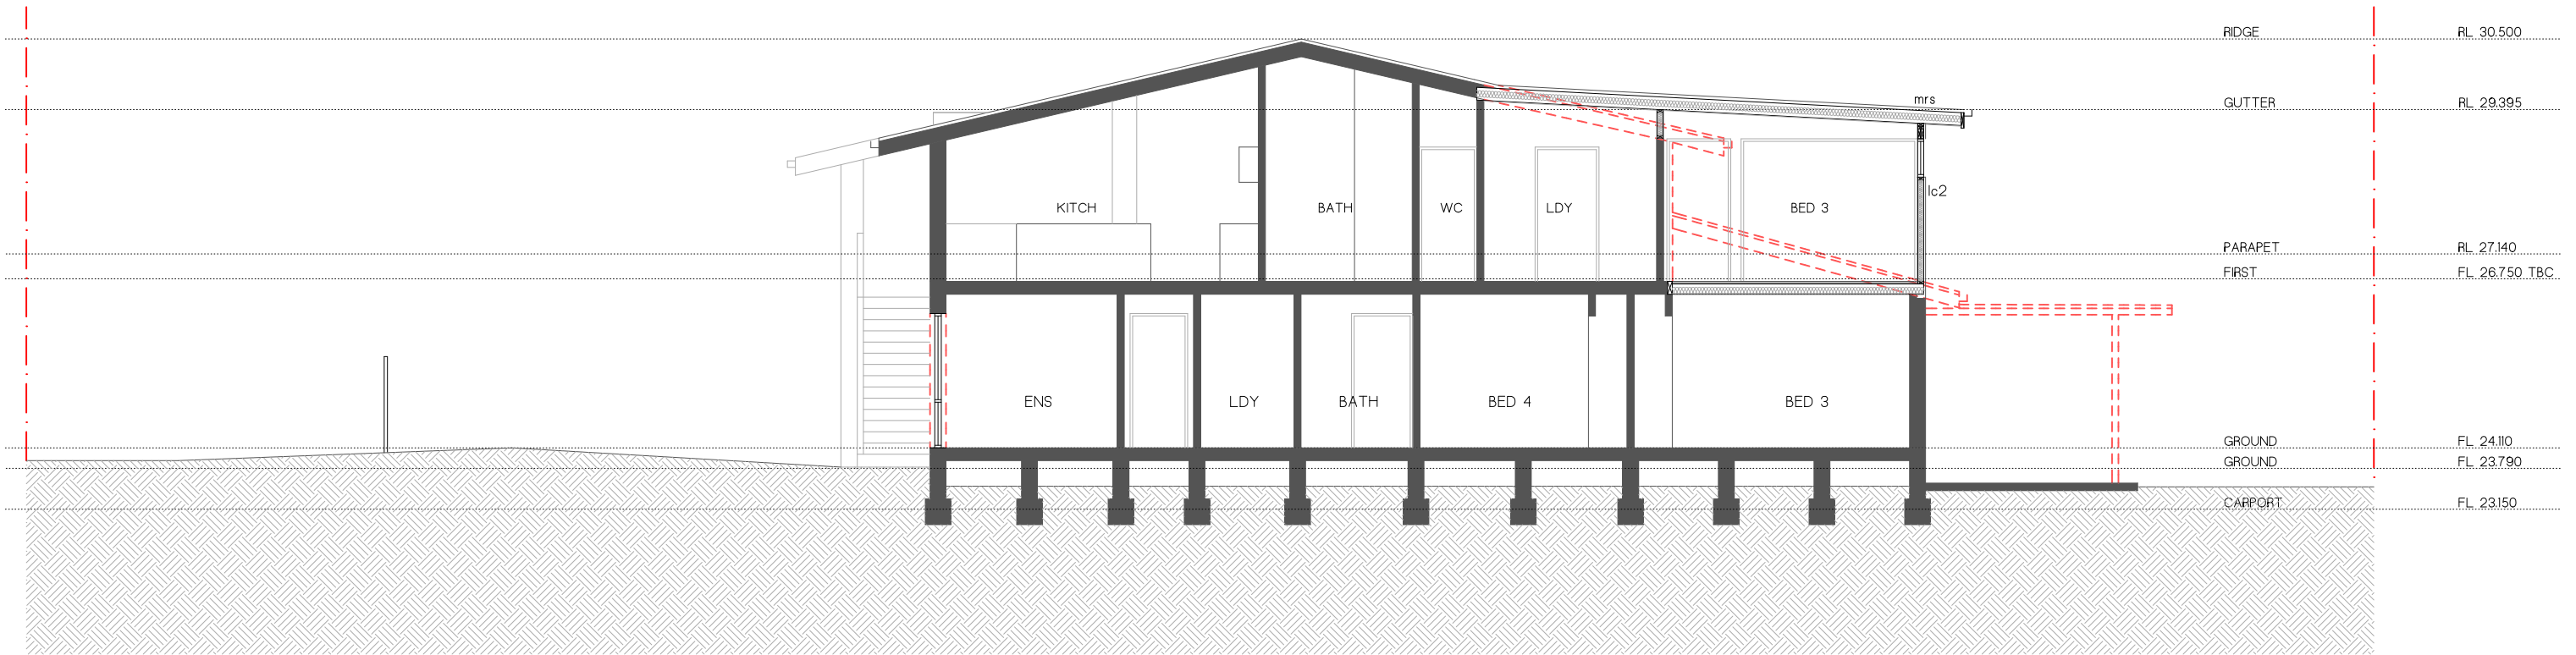 RIDGE RL 30.500
mrs
GUTTER RL 29.395
lc2
KITCH BATH WC LDY BED 3
PARAPET RL 27.140
FIRST FL 26.750 TBC
ENS LDY BATH BED 4 BED 3
GROUND FL 24.110
GROUND FL 23.790
CARPORT FL 23.150